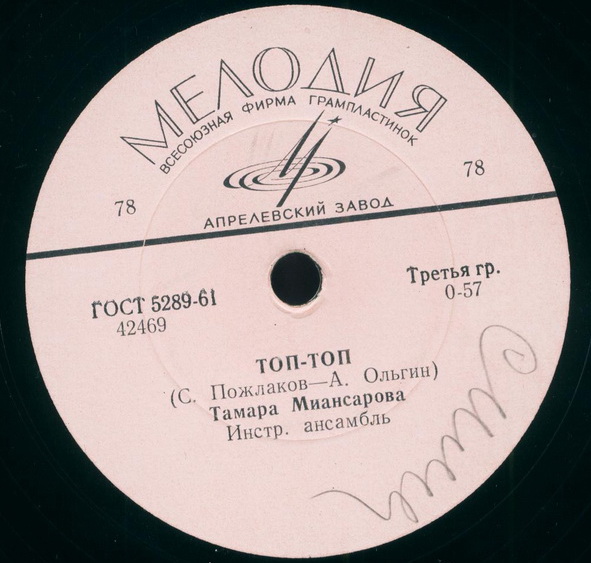 МЕЛОДИЯ
ВСЕСОЮЗНАЯ ФИРМА ГРАМПЛАСТИНОК
78 78
АПРЕЛЕВСКИЙ ЗАВОД
ГОСТ 5289-61 Третья гр.
42469 0-57
ТОП-ТОП
(С. Пожлаков—А. Ольгин)
Тамара Миансарова
Инстр. ансамбль